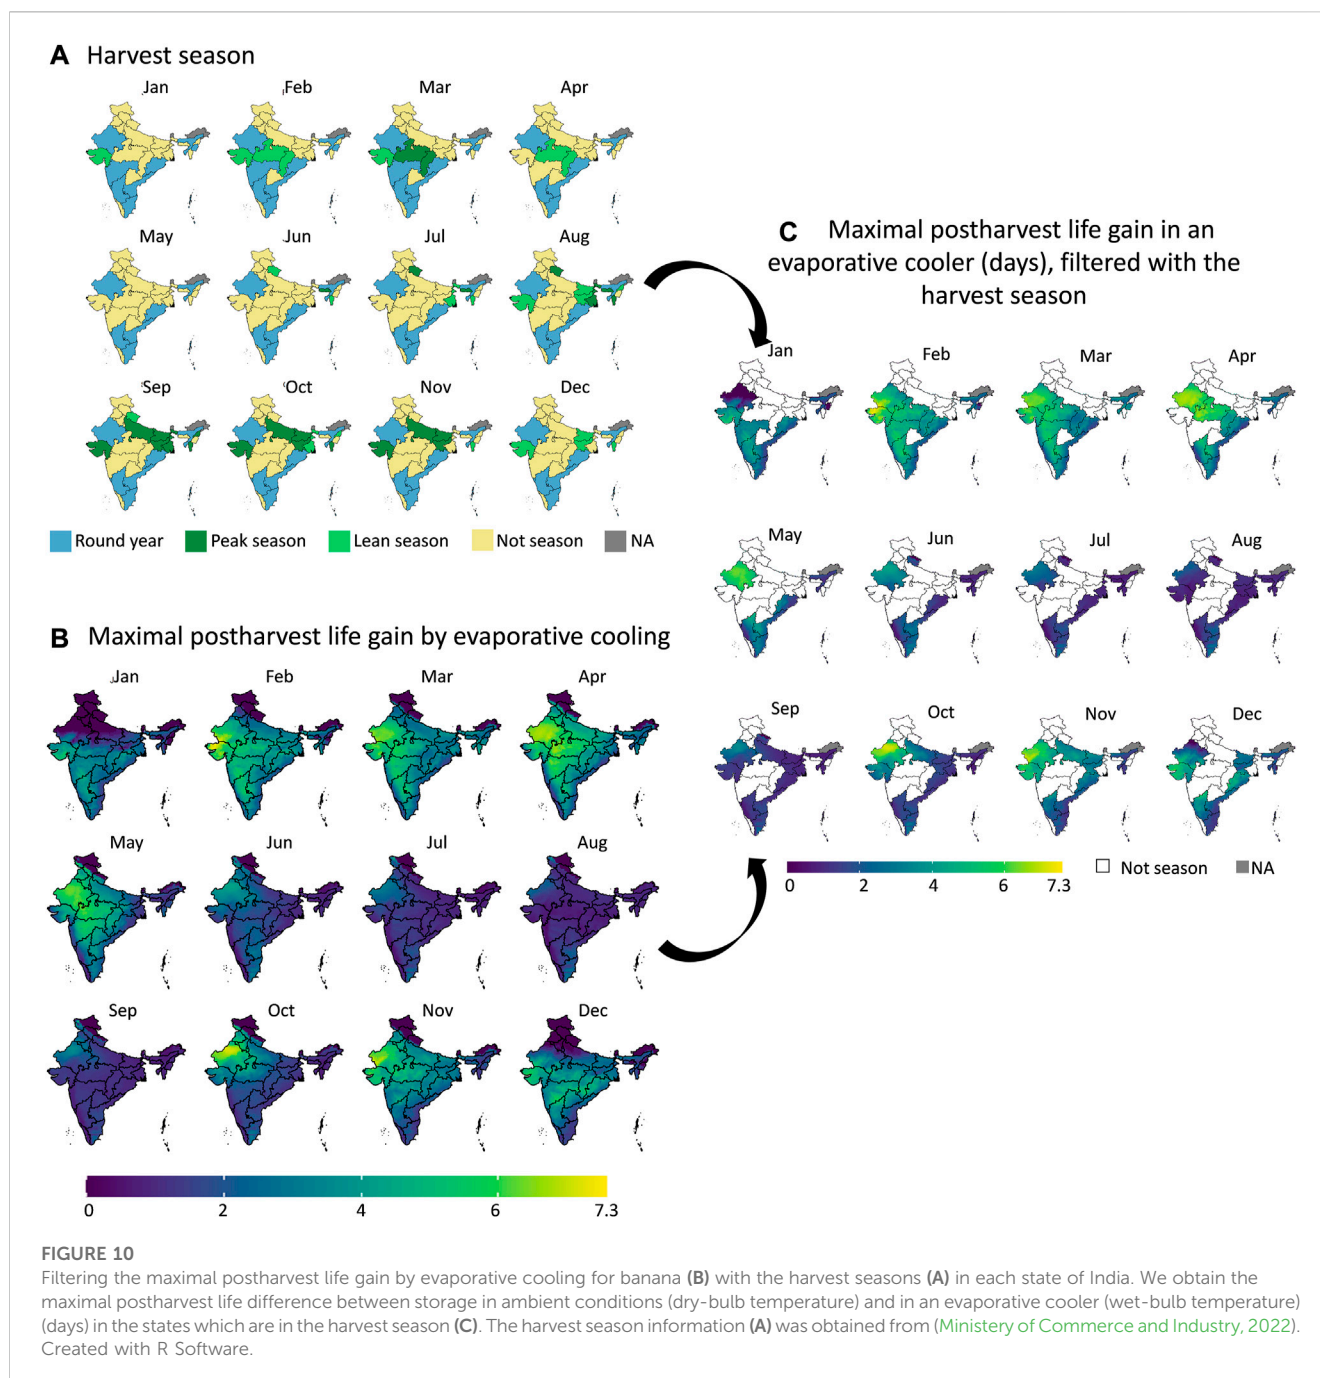 A Harvest season
Jan Feb Mar Apr
May Jun Jul Aug
Sep Oct Nov Dec
Round year Peak season Lean season Not season NA
B Maximal postharvest life gain by evaporative cooling
Jan Feb Mar Apr
May Jun Jul Aug
Sep Oct Nov Dec
0 2 4 6 7.3
C Maximal postharvest life gain in an
evaporative cooler (days), filtered with the
harvest season
Jan Feb Mar Apr
May Jun Jul Aug
Sep Oct Nov Dec
0 2 4 6 7.3 Not season NA
FIGURE 10
Filtering the maximal postharvest life gain by evaporative cooling for banana (B) with the harvest seasons (A) in each state of India. We obtain the
maximal postharvest life difference between storage in ambient conditions (dry-bulb temperature) and in an evaporative cooler (wet-bulb temperature)
(days) in the states which are in the harvest season (C). The harvest season information (A) was obtained from (Ministery of Commerce and Industry, 2022).
Created with R Software.